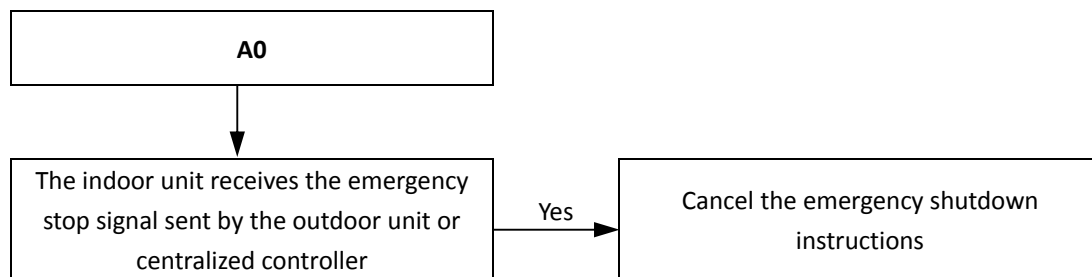 A0
The indoor unit receives the emergency
stop signal sent by the outdoor unit or
centralized controller
Yes
Cancel the emergency shutdown
instructions